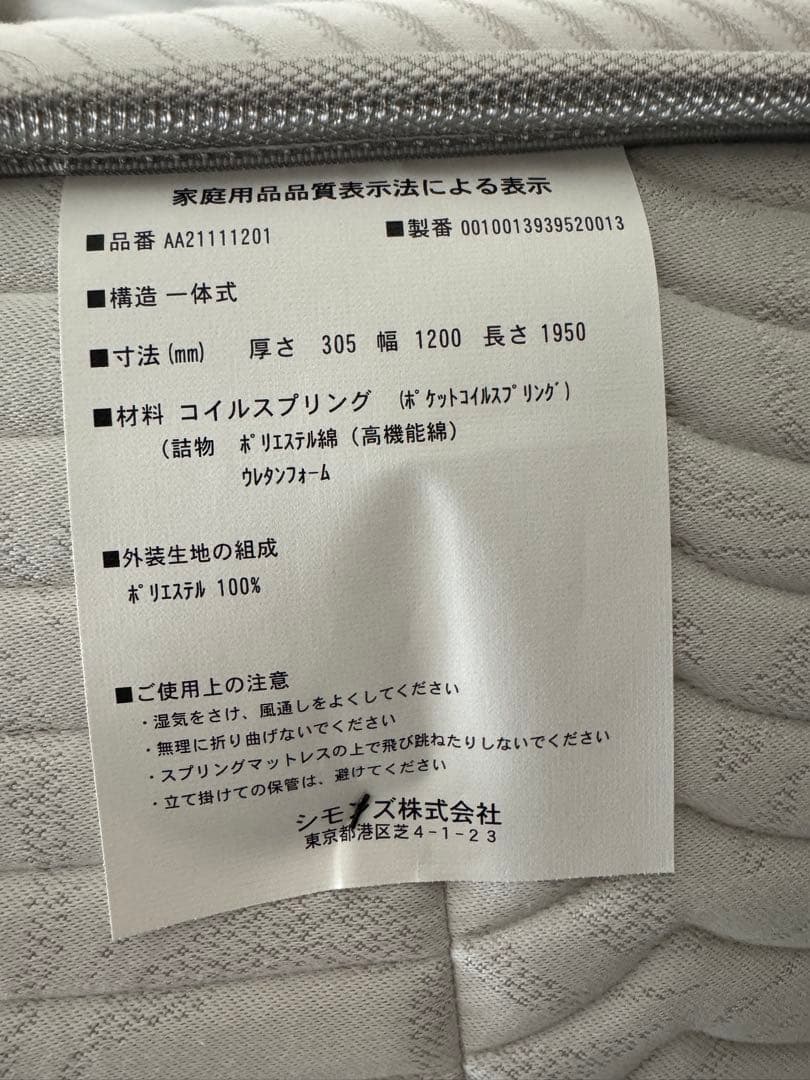 家庭用品品質表示法による表示
■品番 AA21111201 ■製番 0010013939520013
■構造 一体式
■寸法(mm) 厚さ 305 幅 1200 長さ 1950
■材料 コイルスプリング (ﾎﾟｹｯﾄｺｲﾙｽﾌﾟﾘﾝｸﾞ)
(詰物 ﾎﾟﾘｴｽﾃﾙ綿(高機能綿)
ｳﾚﾀﾝﾌｫｰﾑ
■外装生地の組成
ﾎﾟﾘｴｽﾃﾙ 100%
■ご使用上の注意
・湿気をさけ、風通しをよくしてください
・無理に折り曲げないでください
・スプリングマットレスの上で飛び跳ねたりしないでください
・立て掛けての保管は、避けてください
シモンズ株式会社
東京都港区芝4-1-23